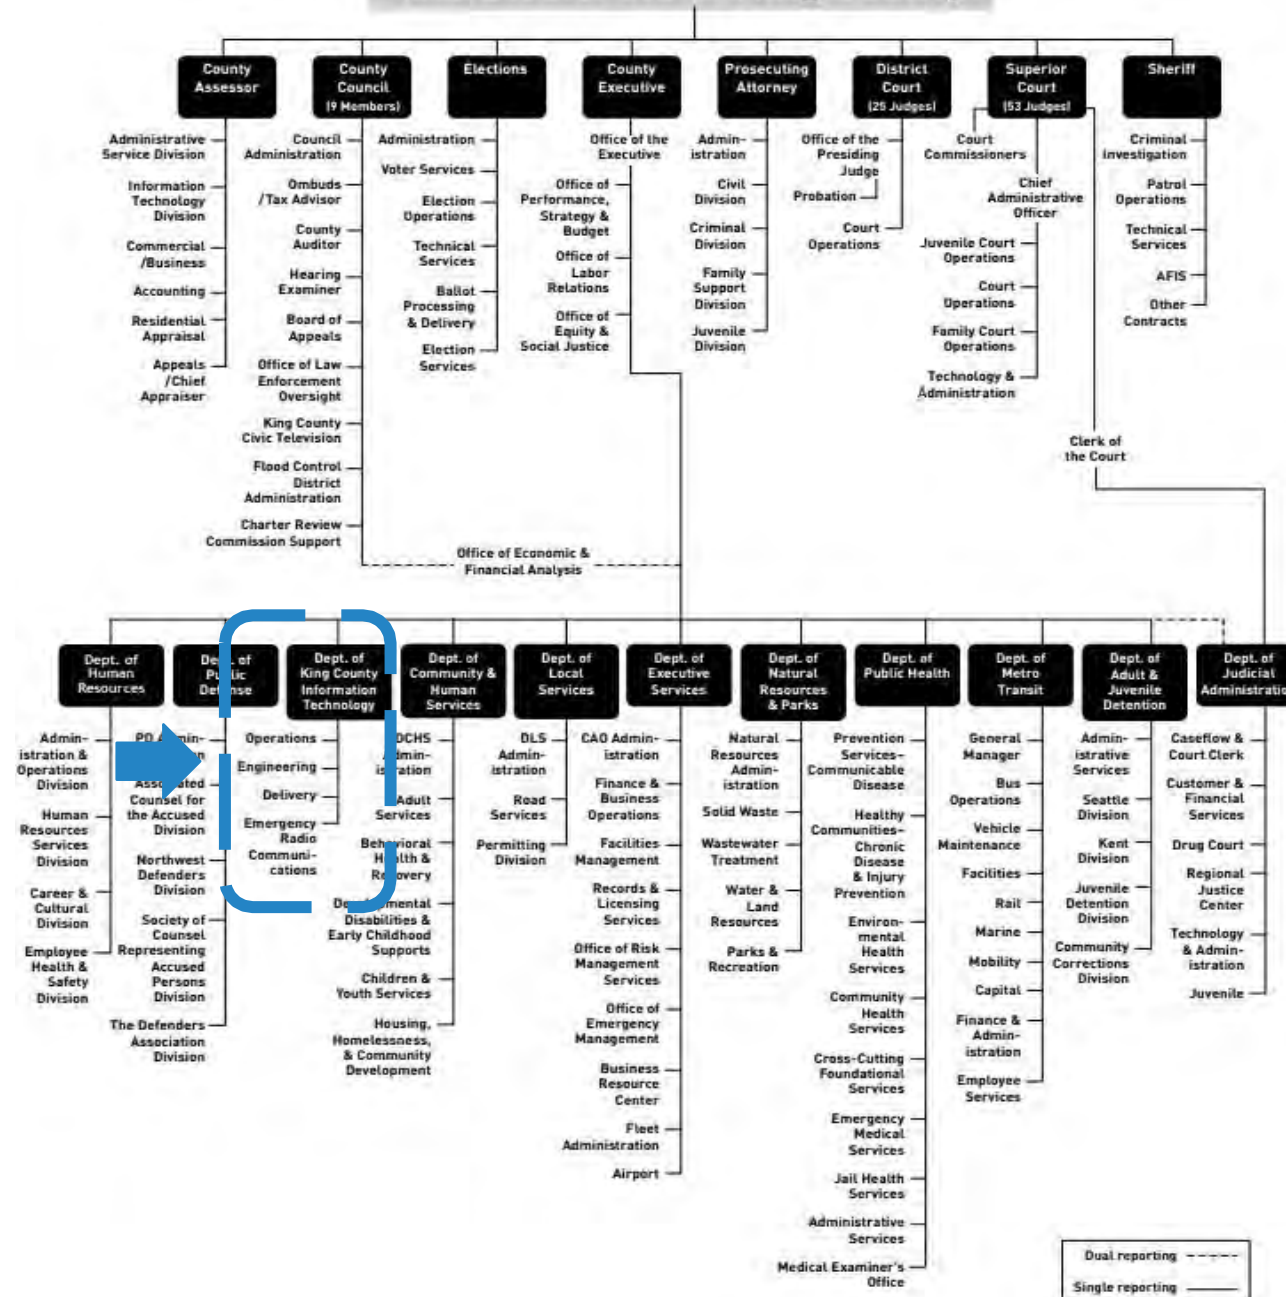 County
Assessor
County
Council
(9 Members)
Elections
County
Executive
Prosecuting
Attorney
District
Court
(25 Judges)
Superior
Court
(53 Judges)
Sheriff
Administrative
Service Division
Information
Technology
Division
Commercial
/Business
Accounting
Residential
Appraisal
Appeals
/Chief
Appraiser
Council
Administration
Ombuds
/Tax Advisor
County
Auditor
Hearing
Examiner
Board of
Appeals
Office of Law
Enforcement
Oversight
King County
Civic Television
Flood Control
District
Administration
Charter Review
Commission Support
Administration
Voter Services
Election
Operations
Technical
Services
Ballot
Processing
& Delivery
Election
Services
Office of the
Executive
Office of
Performance,
Strategy &
Budget
Office of
Labor
Relations
Office of
Equity &
Social Justice
Admin-
istration
Civil
Division
Criminal
Division
Family
Support
Division
Juvenile
Division
Office of the
Presiding
Judge
Probation
Court
Operations
Court
Commissioners
Chief
Administrative
Officer
Juvenile Court
Operations
Court
Operations
Family Court
Operations
Technology &
Administration
Clerk of
the Court
Criminal
Investigation
Patrol
Operations
Technical
Services
AFIS
Other
Contracts
Office of Economic &
Financial Analysis
Dept. of
Human
Resources
Dept. of
Public
Defense
Dept. of
King County
Information
Technology
Dept. of
Community &
Human
Services
Dept. of
Local
Services
Dept. of
Executive
Services
Dept. of
Natural
Resources
& Parks
Dept. of
Public Health
Dept. of
Metro
Transit
Dept. of
Adult &
Juvenile
Detention
Dept. of
Judicial
Administration
Admin-
istration &
Operations
Division
Human
Resources
Services
Division
Career &
Cultural
Division
Employee
Health &
Safety
Division
PD Admin-
Associated
Counsel for
the Accused
Division
Northwest
Defenders
Division
Society of
Counsel
Representing
Accused
Persons
Division
The Defenders
Association
Division
Operations
Engineering
Delivery
Emergency
Radio
Communi-
cations
DCHS
Admin-
istration
Adult
Services
Behavioral
Health &
Recovery
Developmental
Disabilities &
Early Childhood
Supports
Children &
Youth Services
Housing,
Homelessness,
& Community
Development
DLS
Admin-
istration
Road
Services
Permitting
Division
CAO Admin-
istration
Finance &
Business
Operations
Facilities
Management
Records &
Licensing
Services
Office of Risk
Management
Services
Office of
Emergency
Management
Business
Resource
Center
Fleet
Administration
Airport
Natural
Resources
Admin-
istration
Solid Waste
Wastewater
Treatment
Water &
Land
Resources
Parks &
Recreation
Prevention
Services-
Communicable
Disease
Healthy
Communities-
Chronic
Disease
& Injury
Prevention
Environ-
mental
Health
Services
Community
Health
Services
Cross-Cutting
Foundational
Services
Emergency
Medical
Services
Jail Health
Services
Administrative
Services
Medical Examiner's
Office
General
Manager
Bus
Operations
Vehicle
Maintenance
Facilities
Rail
Marine
Mobility
Capital
Finance &
Admin-
istration
Employee
Services
Admin-
istrative
Services
Seattle
Division
Kent
Division
Juvenile
Detention
Division
Community
Corrections
Division
Caseflow &
Court Clerk
Customer &
Financial
Services
Drug Court
Regional
Justice
Center
Technology
& Admin-
istration
Juvenile
Dual reporting
Single reporting